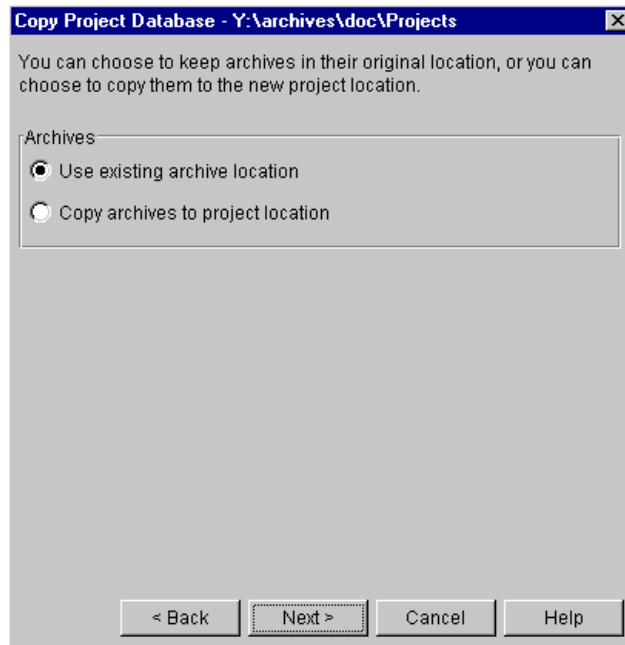 Copy Project Database - Y:\archives\doc\Projects
You can choose to keep archives in their original location, or you can
choose to copy them to the new project location.
Archives
Use existing archive location
Copy archives to project location
< Back Next > Cancel Help